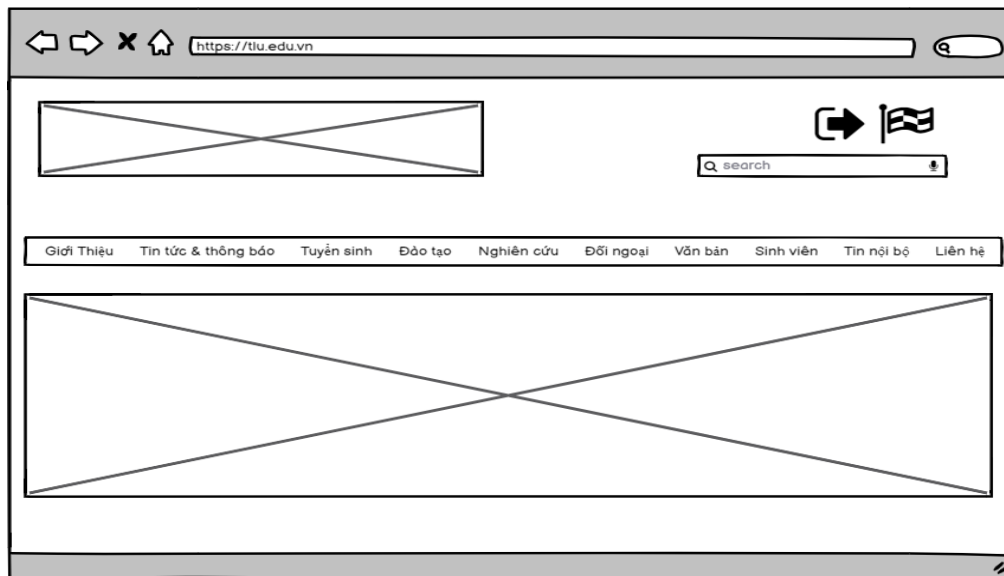 https://tlu.edu.vn
search
Giới Thiệu Tin tức & thông báo Tuyển sinh Đào tạo Nghiên cứu Đối ngoại Văn bản Sinh viên Tin nội bộ Liên hệ